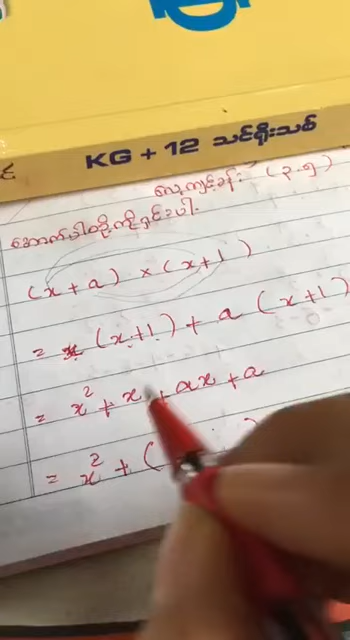 KG + 12 သင်ရိုးသစ်
လေ့ကျင့်ခန်း (၃.၅)
အောက်ပါတို့ကိုရှင်းပါ.
(x + a) × (x + 1)
= x (x + 1) + a (x + 1)
= x² + x + ax + a
= x² + (